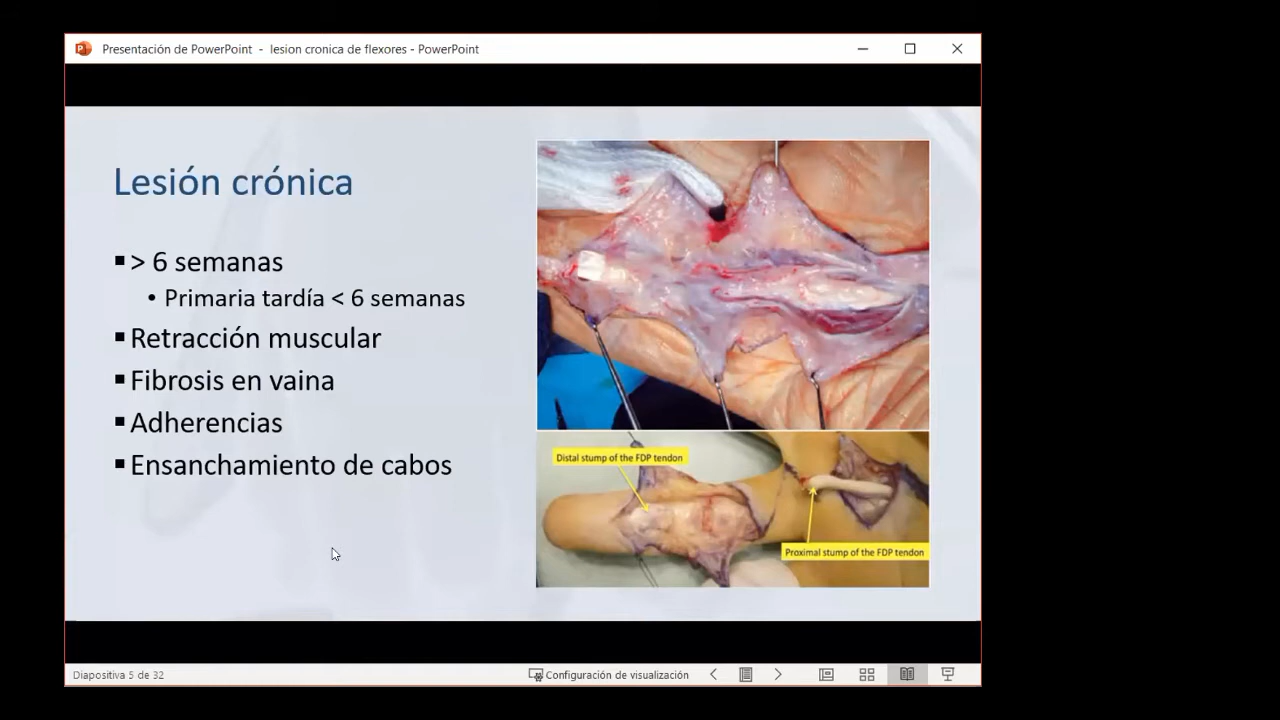 Presentación de PowerPoint - lesion cronica de flexores - PowerPoint
Lesión crónica
▪ > 6 semanas
• Primaria tardía < 6 semanas
▪ Retracción muscular
▪ Fibrosis en vaina
▪ Adherencias
▪ Ensanchamiento de cabos
Distal stump of the FDP tendon
Proximal stump of the FDP tendon
Diapositiva 5 de 32
Configuración de visualización